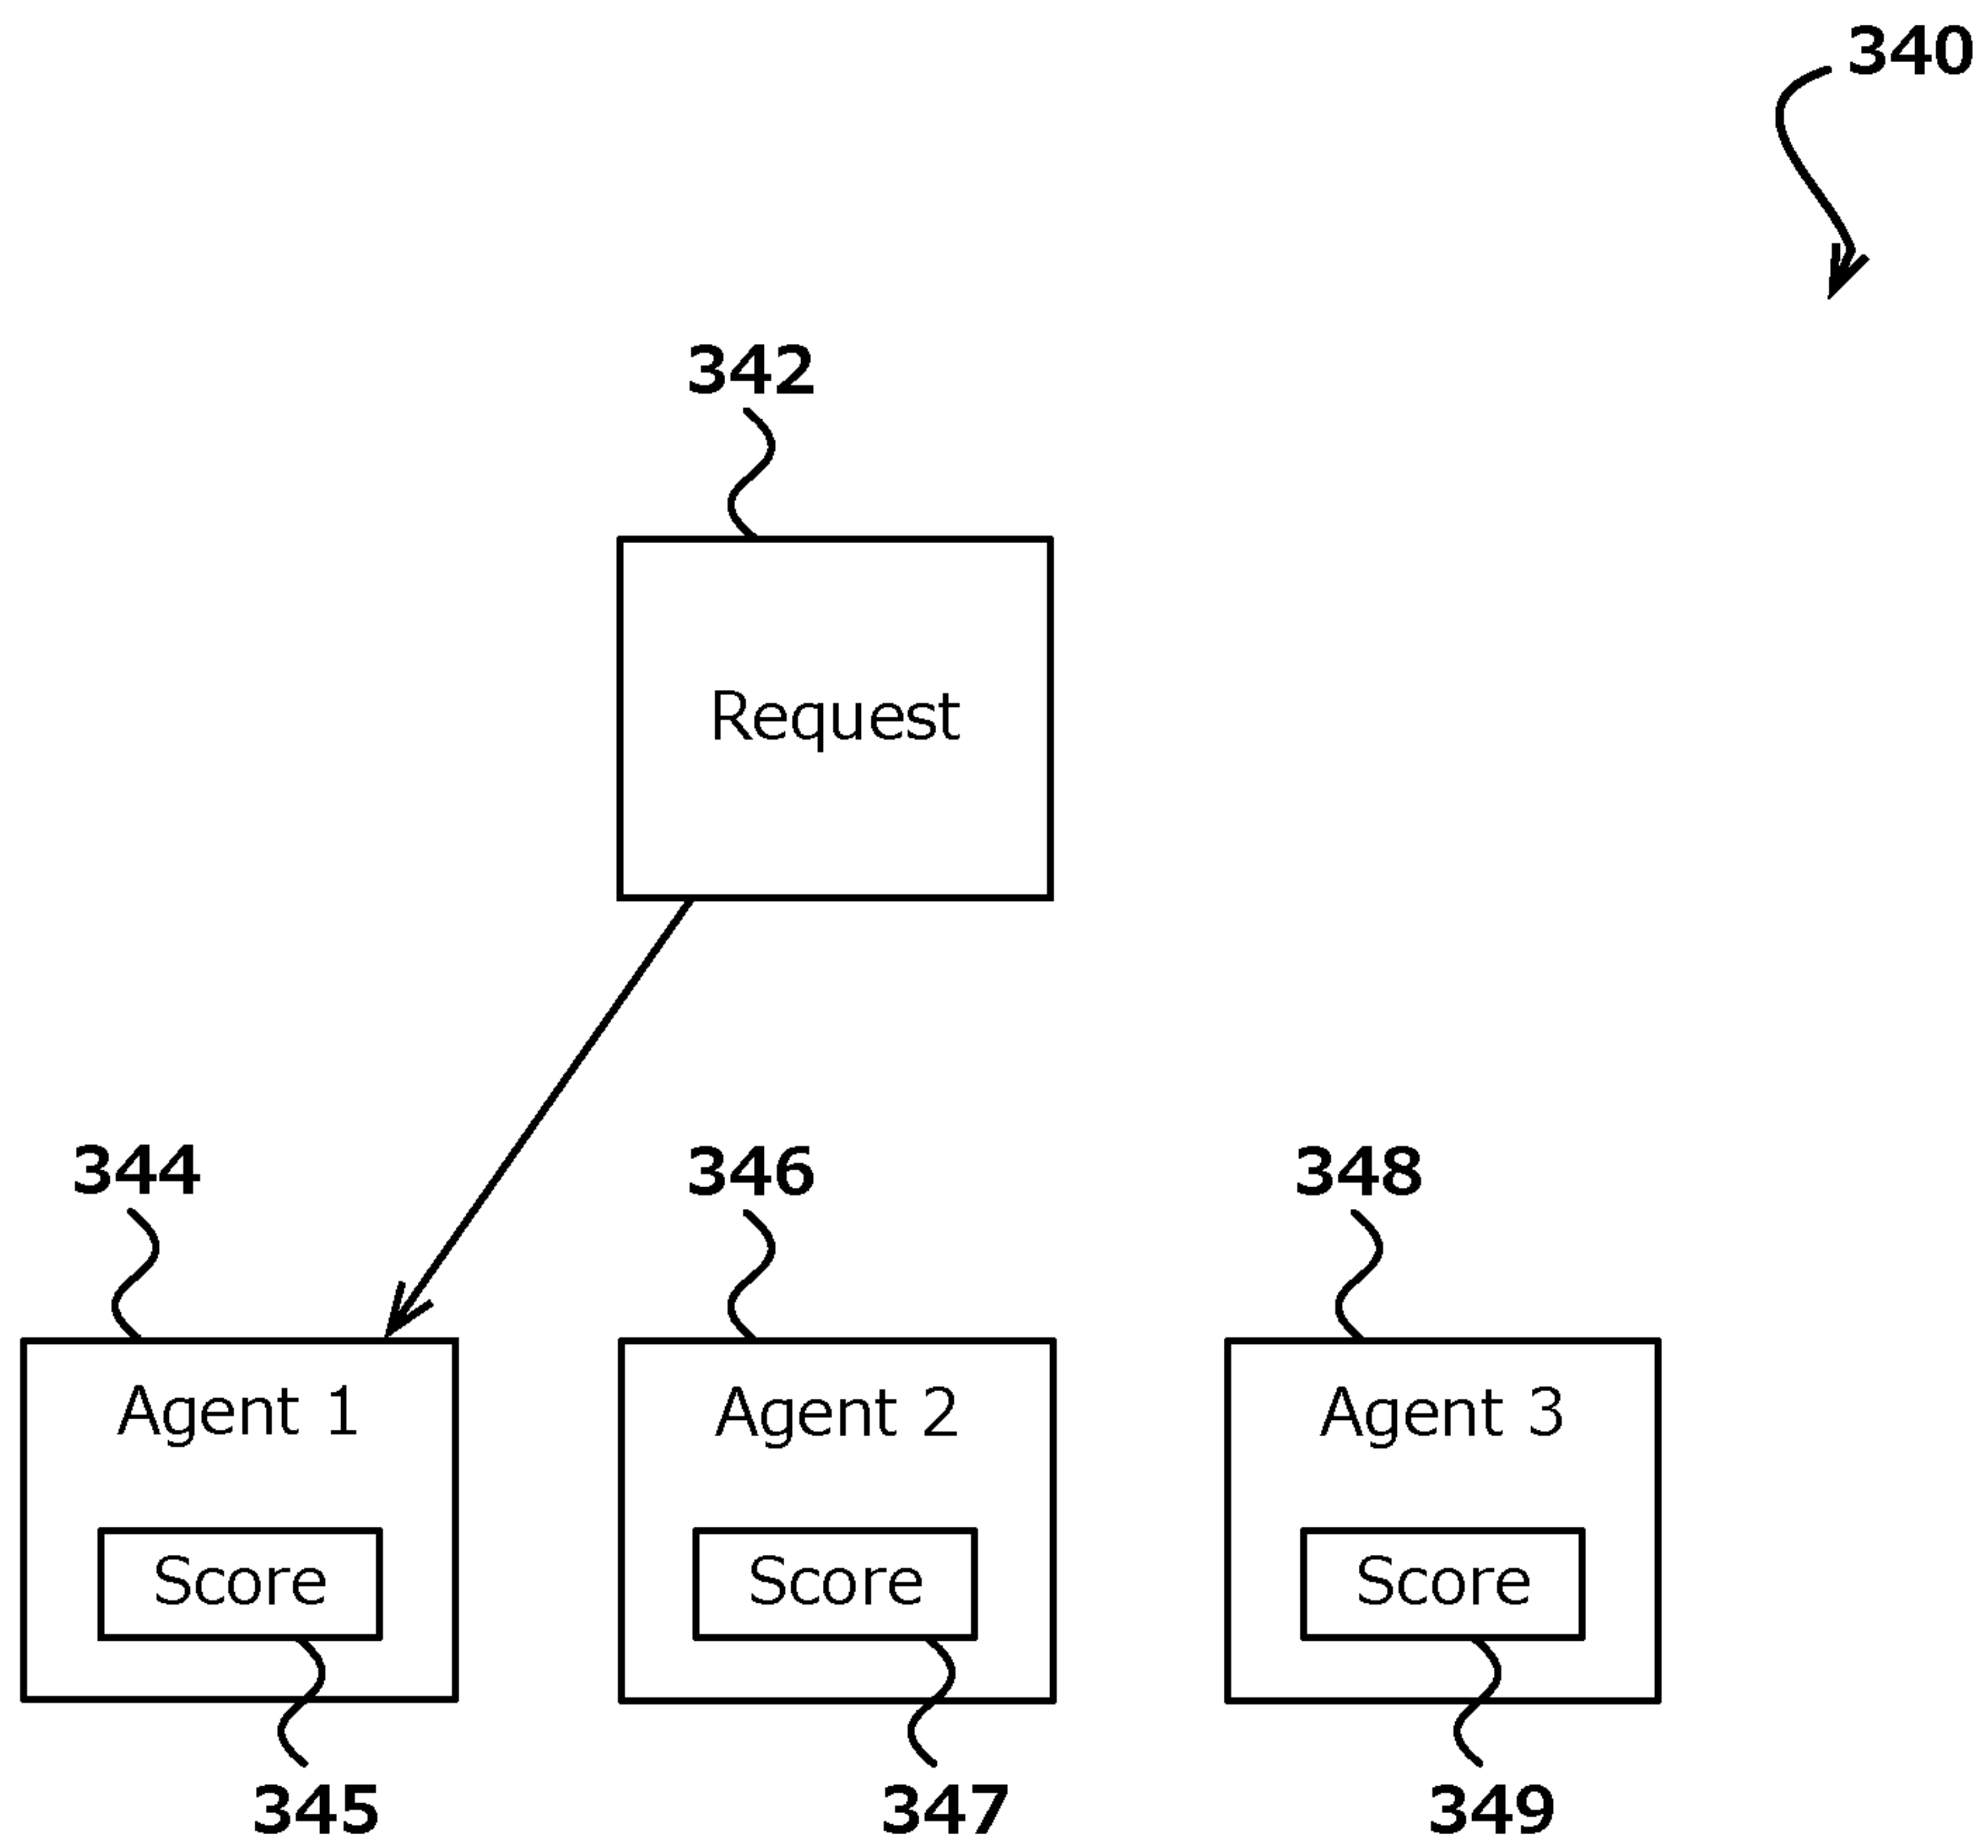 340
342
Request
344
346
348
Agent 1
Agent 2
Agent 3
Score
Score
Score
345
347
349